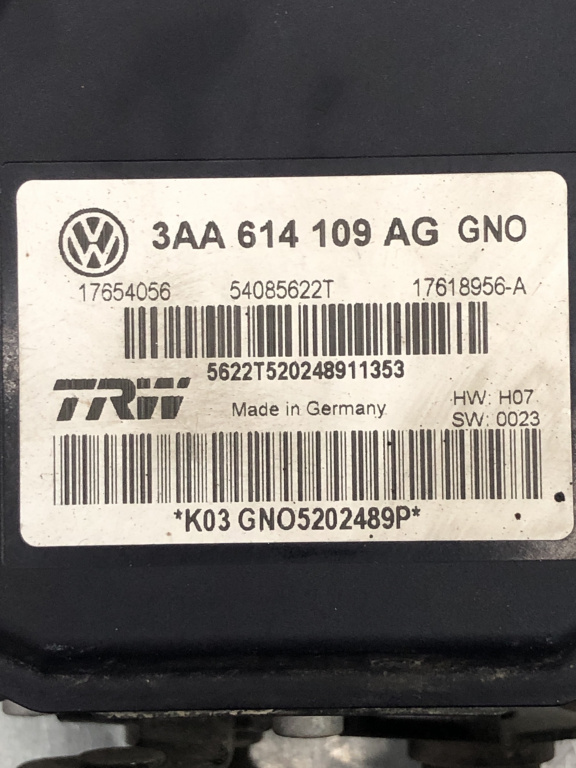 3AA 614 109 AG GNO
17654056 54085622T 17618956-A
5622T520248911353
TRW Made in Germany HW: H07
SW: 0023
*K03 GNO5202489P*